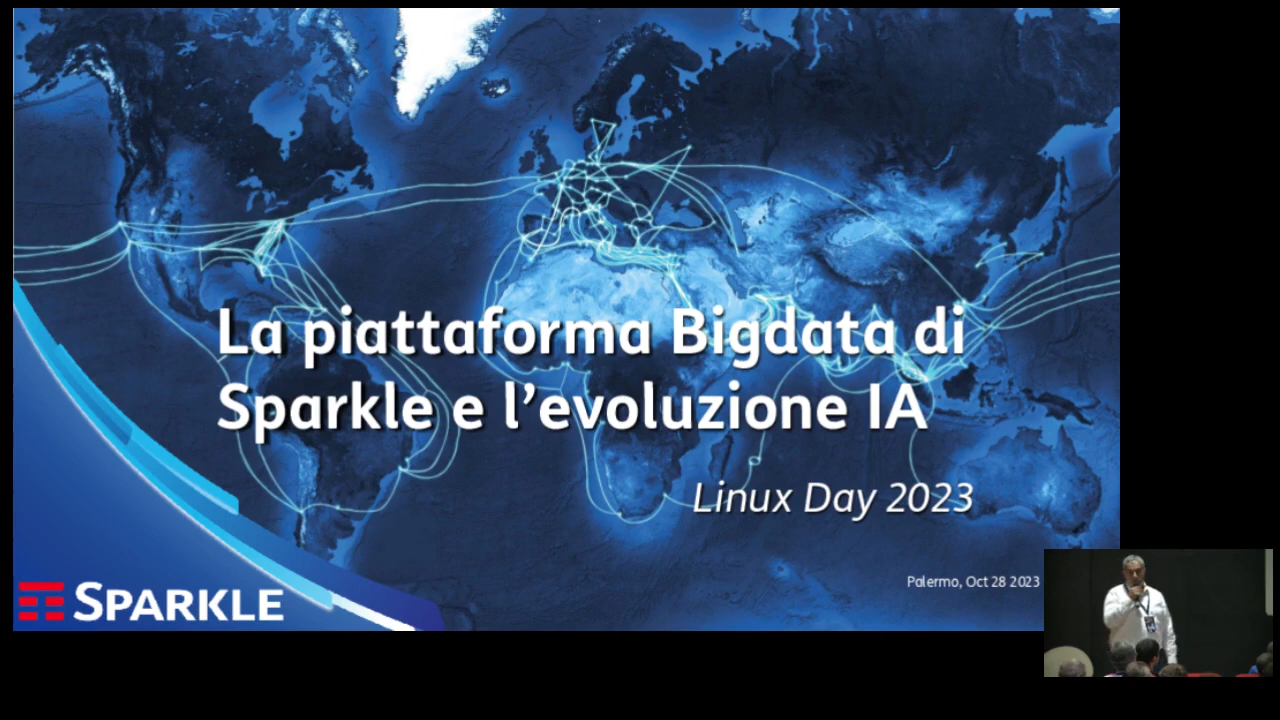 La piattaforma Bigdata di
Sparkle e l'evoluzione IA
Linux Day 2023
Palermo, Oct 28 2023
SPARKLE